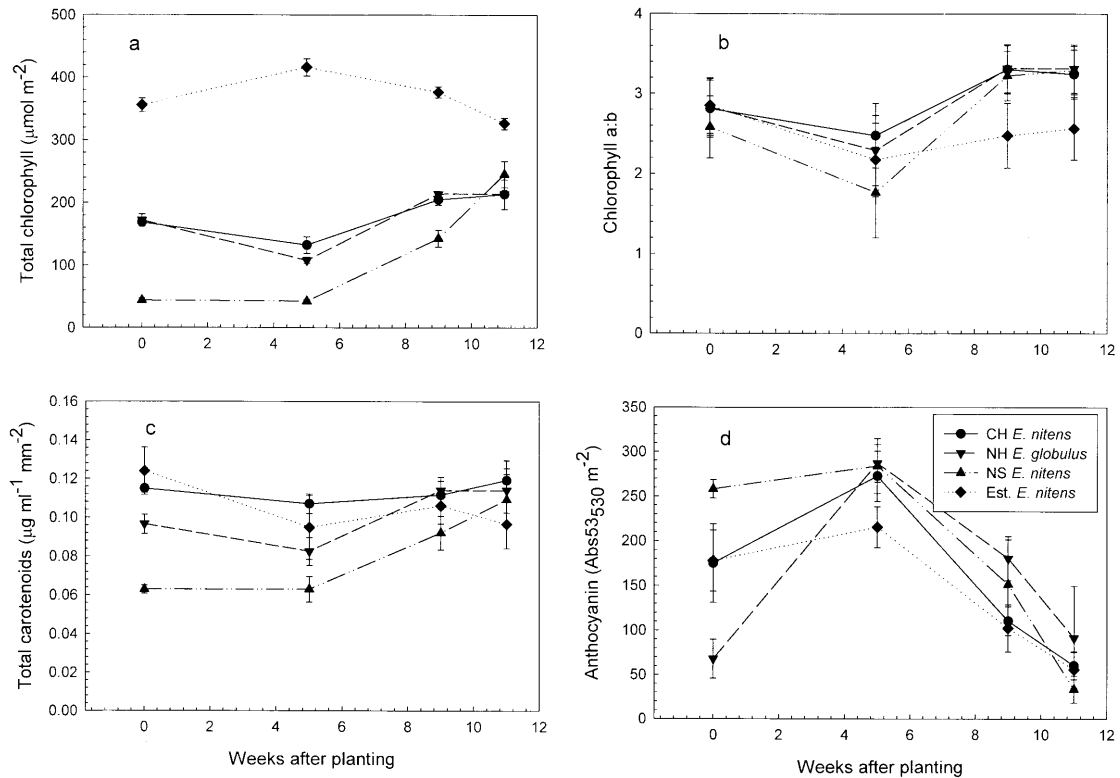 a
Total chlorophyll (µmol m-2)
500
400
300
200
100
0
0 2 4 6 8 10 12
b
Chlorophyll a:b
4
3
2
1
0
0 2 4 6 8 10 12
c
Total carotenoids (µg ml-1 mm-2)
0.16
0.14
0.12
0.10
0.08
0.06
0.04
0.02
0.00
0 2 4 6 8 10 12
Weeks after planting
d
Anthocyanin (Abs53530 m-2)
350
300
250
200
150
100
50
0
CH E. nitens
NH E. globulus
NS E. nitens
Est. E. nitens
0 2 4 6 8 10 12
Weeks after planting